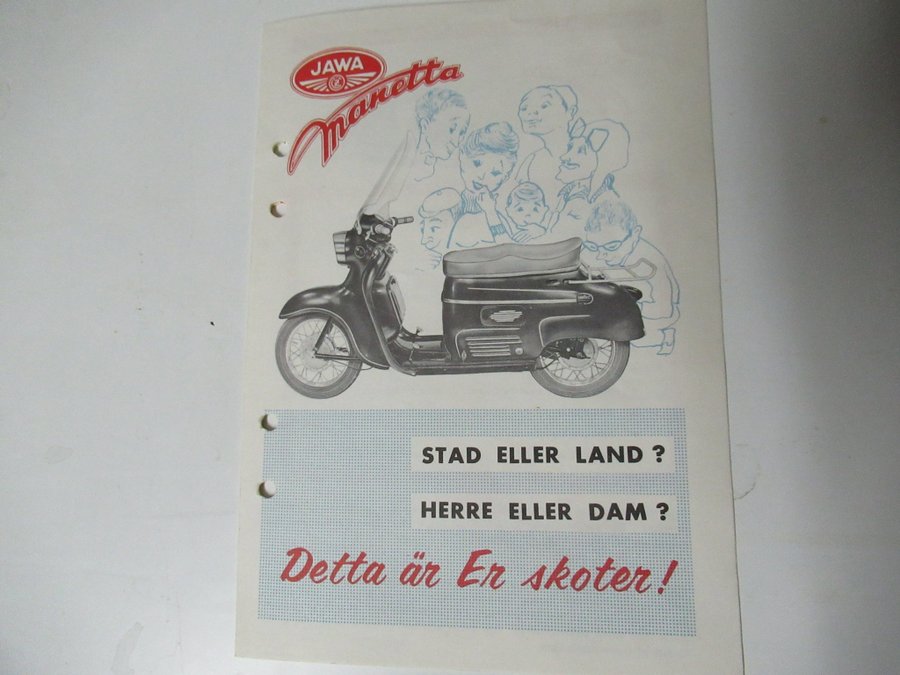 JAWA
Manetta
STAD ELLER LAND?
HERRE ELLER DAM?
Detta är Er skoter!